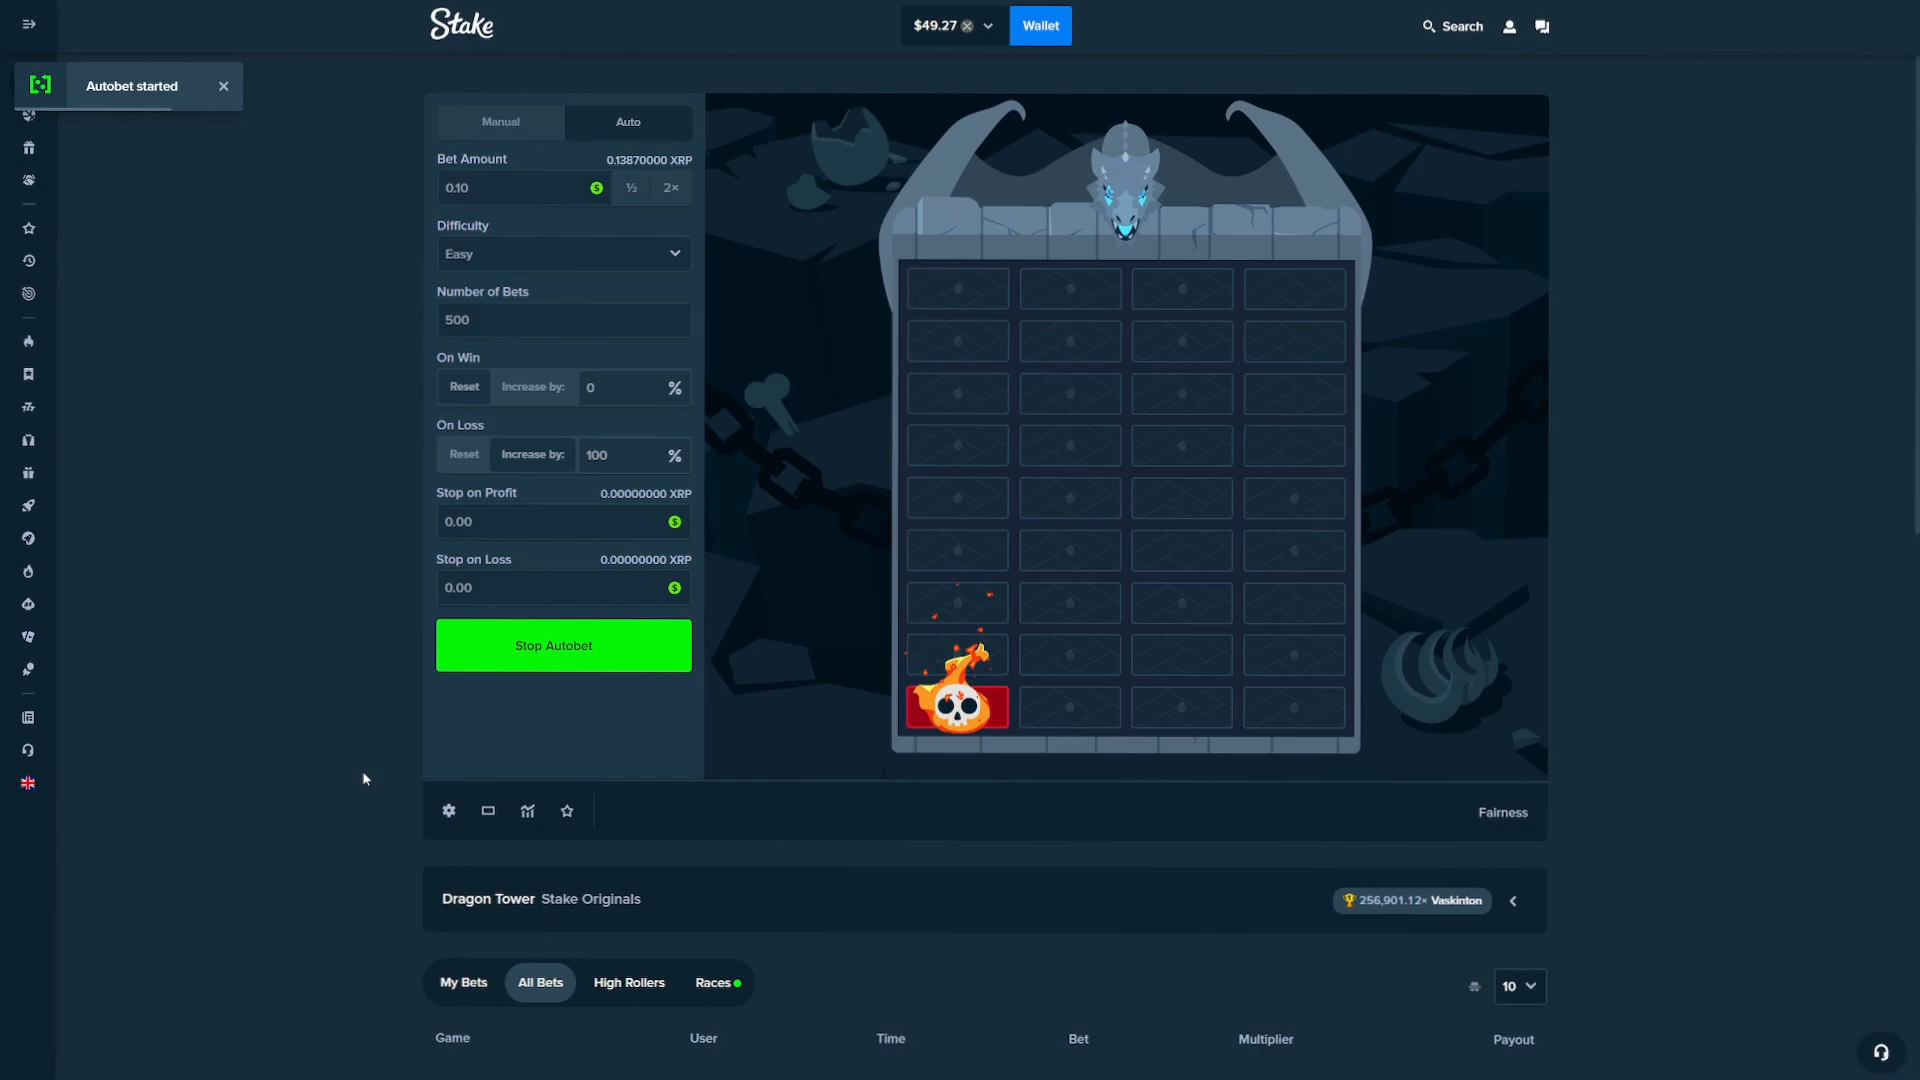 Stake
$49.27
Wallet
Search
Autobet started
Manual
Auto
Bet Amount
0.13870000 XRP
0.10
½
2×
Difficulty
Easy
Number of Bets
500
On Win
Reset
Increase by:
0
%
On Loss
Reset
Increase by:
100
%
Stop on Profit
0.00000000 XRP
0.00
Stop on Loss
0.00000000 XRP
0.00
Stop Autobet
Fairness
Dragon Tower Stake Originals
256,901.12× Vaskinton
My Bets
All Bets
High Rollers
Races
10
Game
User
Time
Bet
Multiplier
Payout